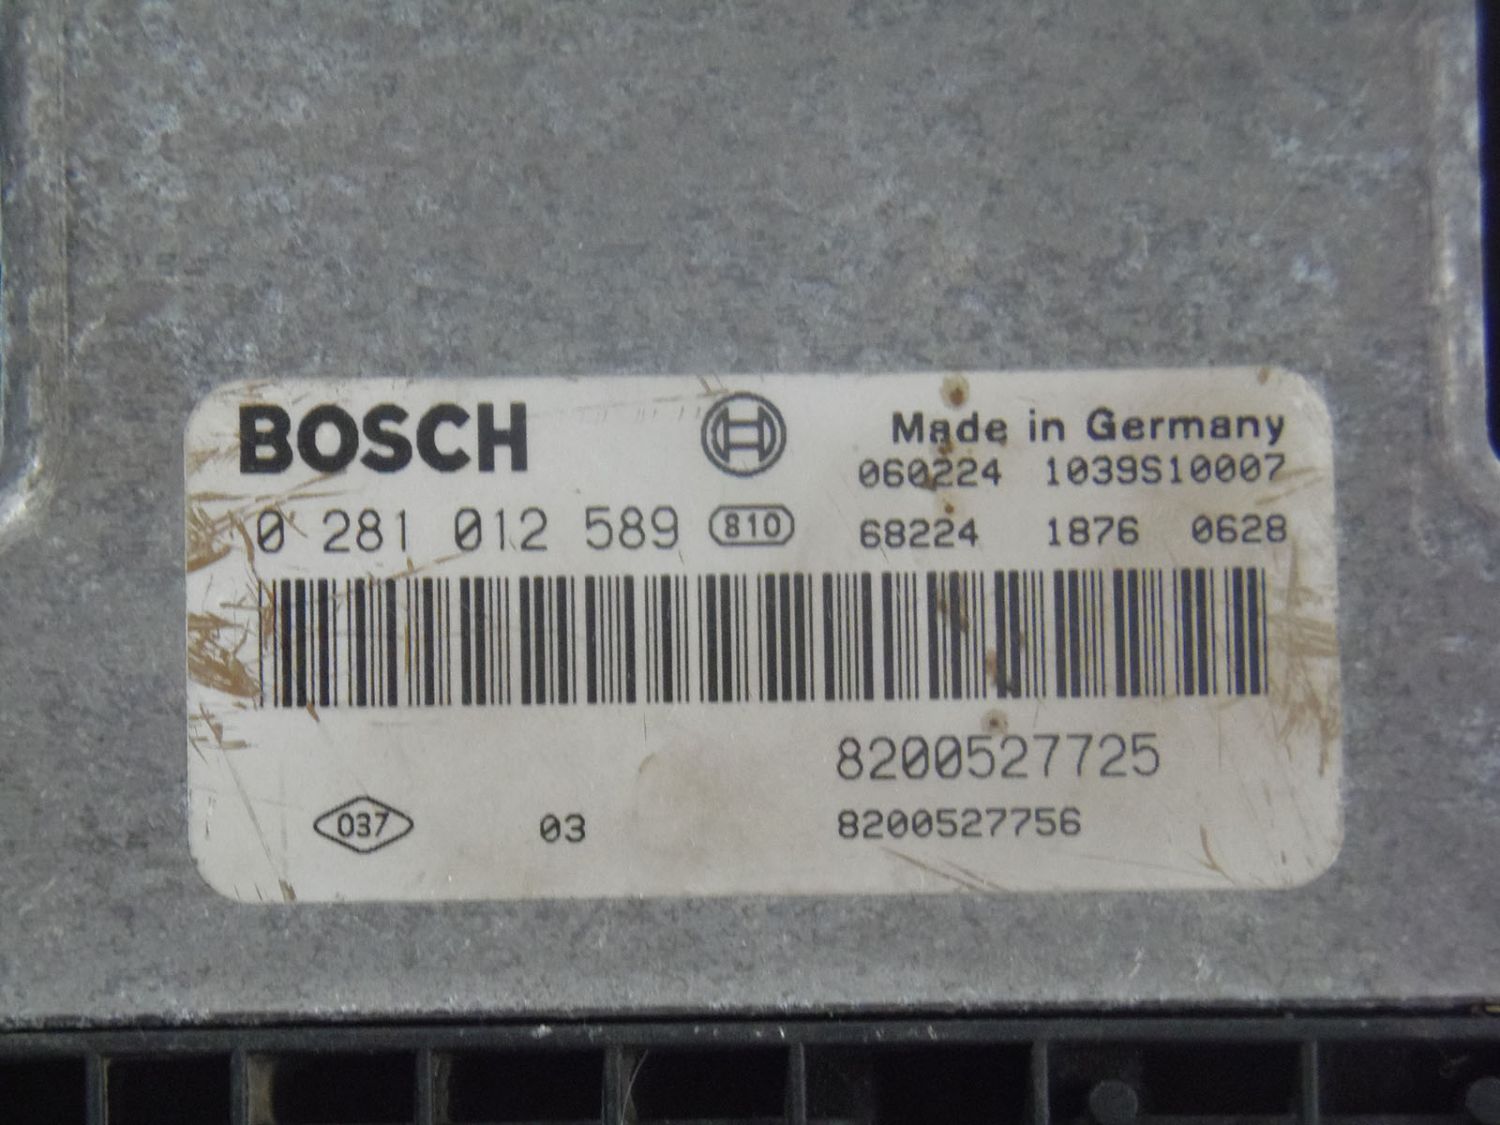 BOSCH
Made in Germany
060224 1039S10007
0 281 012 589 810
68224 1876 0628
8200527725
037 03 8200527756